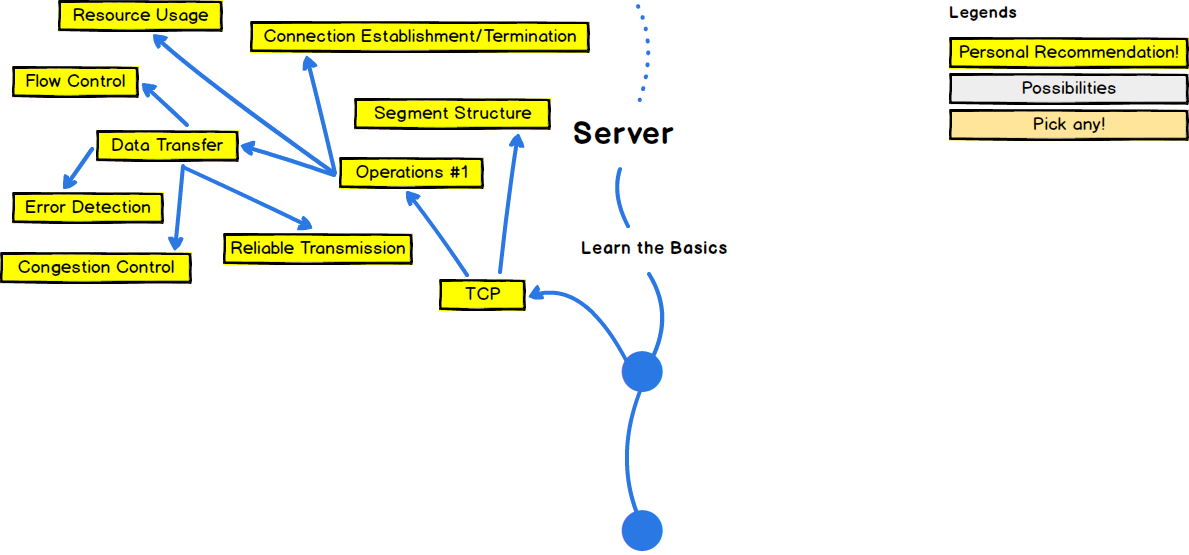 Resource Usage
Connection Establishment/Termination
Flow Control
Segment Structure
Data Transfer
Operations #1
Error Detection
Reliable Transmission
Congestion Control
TCP
Server
Learn the Basics
Legends
Personal Recommendation!
Possibilities
Pick any!